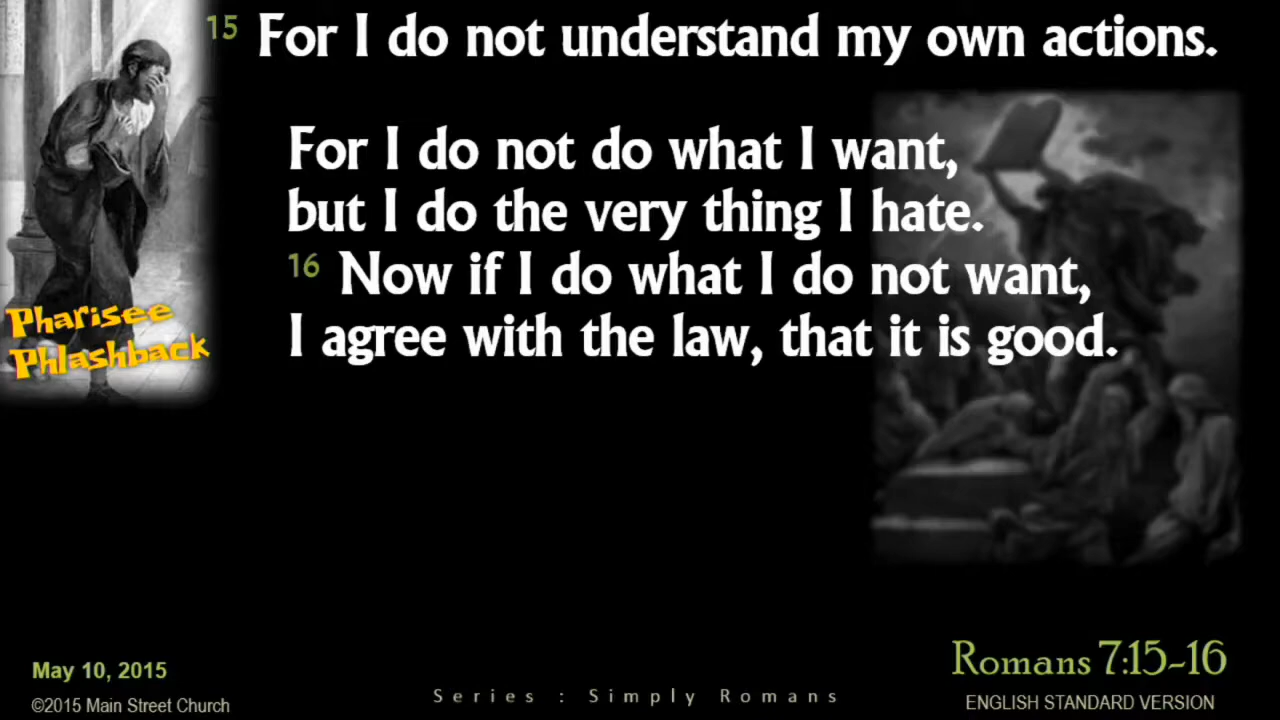 15 For I do not understand my own actions.
For I do not do what I want,
but I do the very thing I hate.
16 Now if I do what I do not want,
I agree with the law, that it is good.
Pharisee
Phlashback
May 10, 2015
©2015 Main Street Church
Series : Simply Romans
Romans 7:15-16
ENGLISH STANDARD VERSION